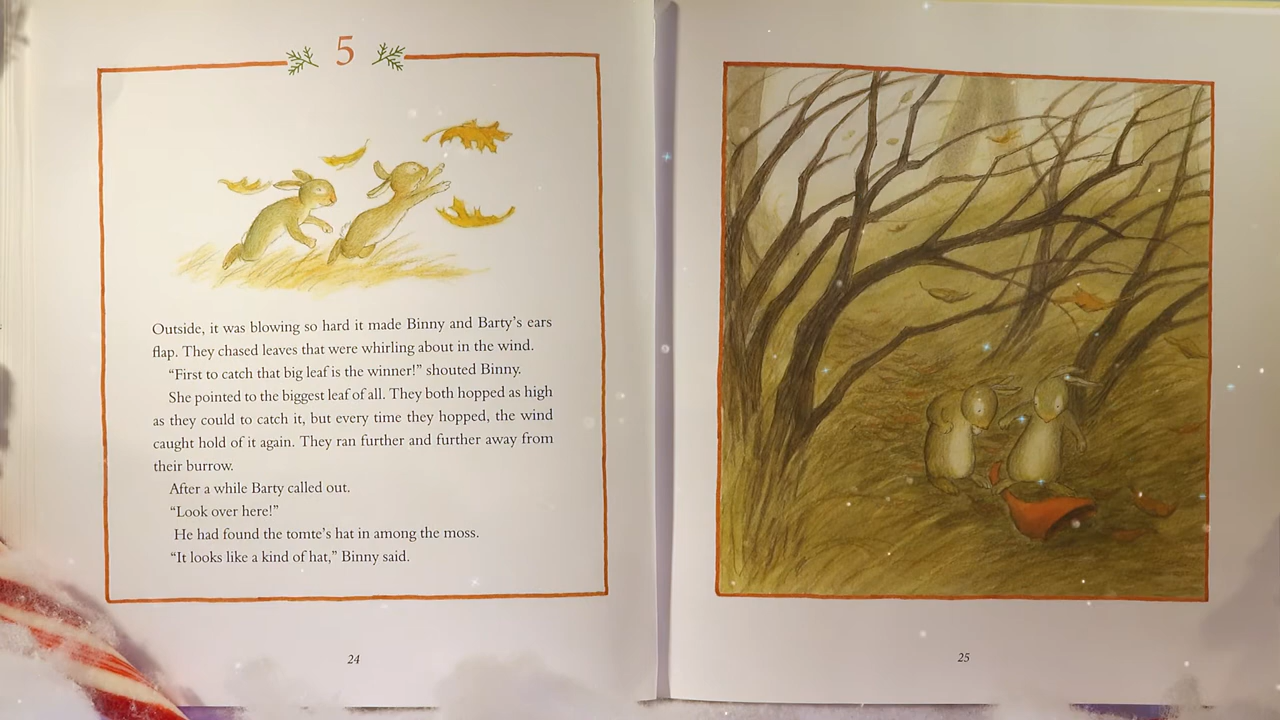 5
Outside, it was blowing so hard it made Binny and Barty’s ears
flap. They chased leaves that were whirling about in the wind.
“First to catch that big leaf is the winner!” shouted Binny.
She pointed to the biggest leaf of all. They both hopped as high
as they could to catch it, but every time they hopped, the wind
caught hold of it again. They ran further and further away from
their burrow.
After a while Barty called out.
“Look over here!”
He had found the tomte’s hat in among the moss.
“It looks like a kind of hat,” Binny said.
24
25